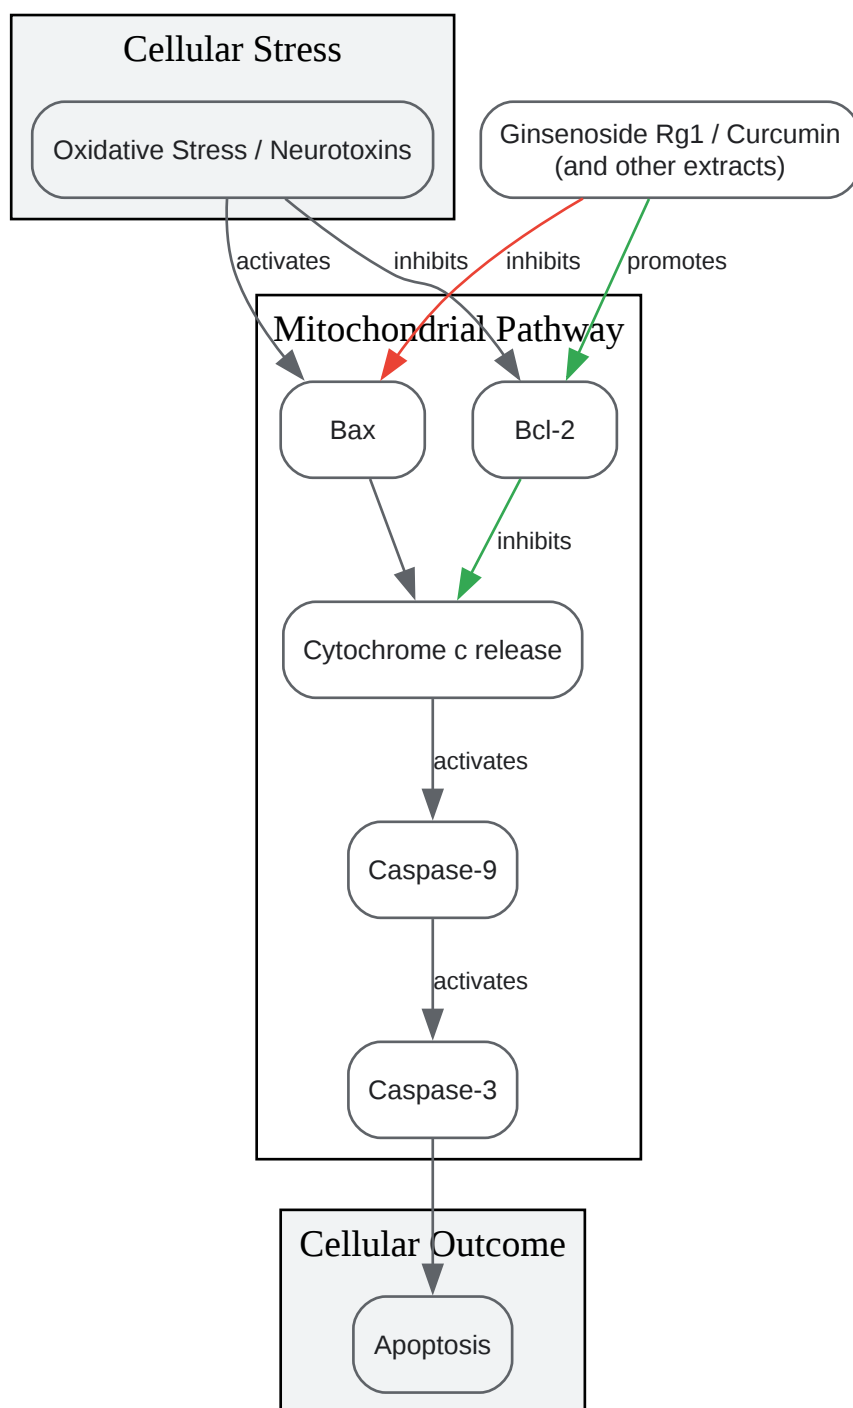 Cellular Stress
Oxidative Stress / Neurotoxins
Ginsenoside Rg1 / Curcumin
(and other extracts)
activates
inhibits
inhibits
promotes
Mitochondrial Pathway
Bax
Bcl-2
inhibits
Cytochrome c release
activates
Caspase-9
activates
Caspase-3
Cellular Outcome
Apoptosis